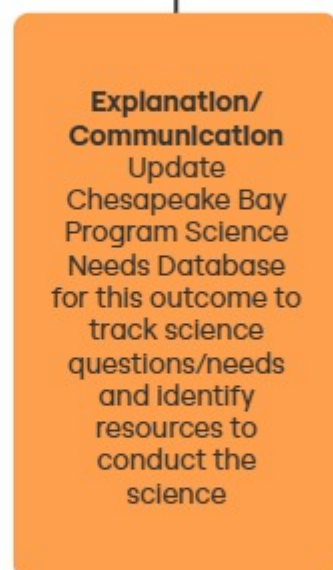 Explanation/
Communication
Update
Chesapeake Bay
Program Science
Needs Database
for this outcome to
track science
questions/needs
and identify
resources to
conduct the
science